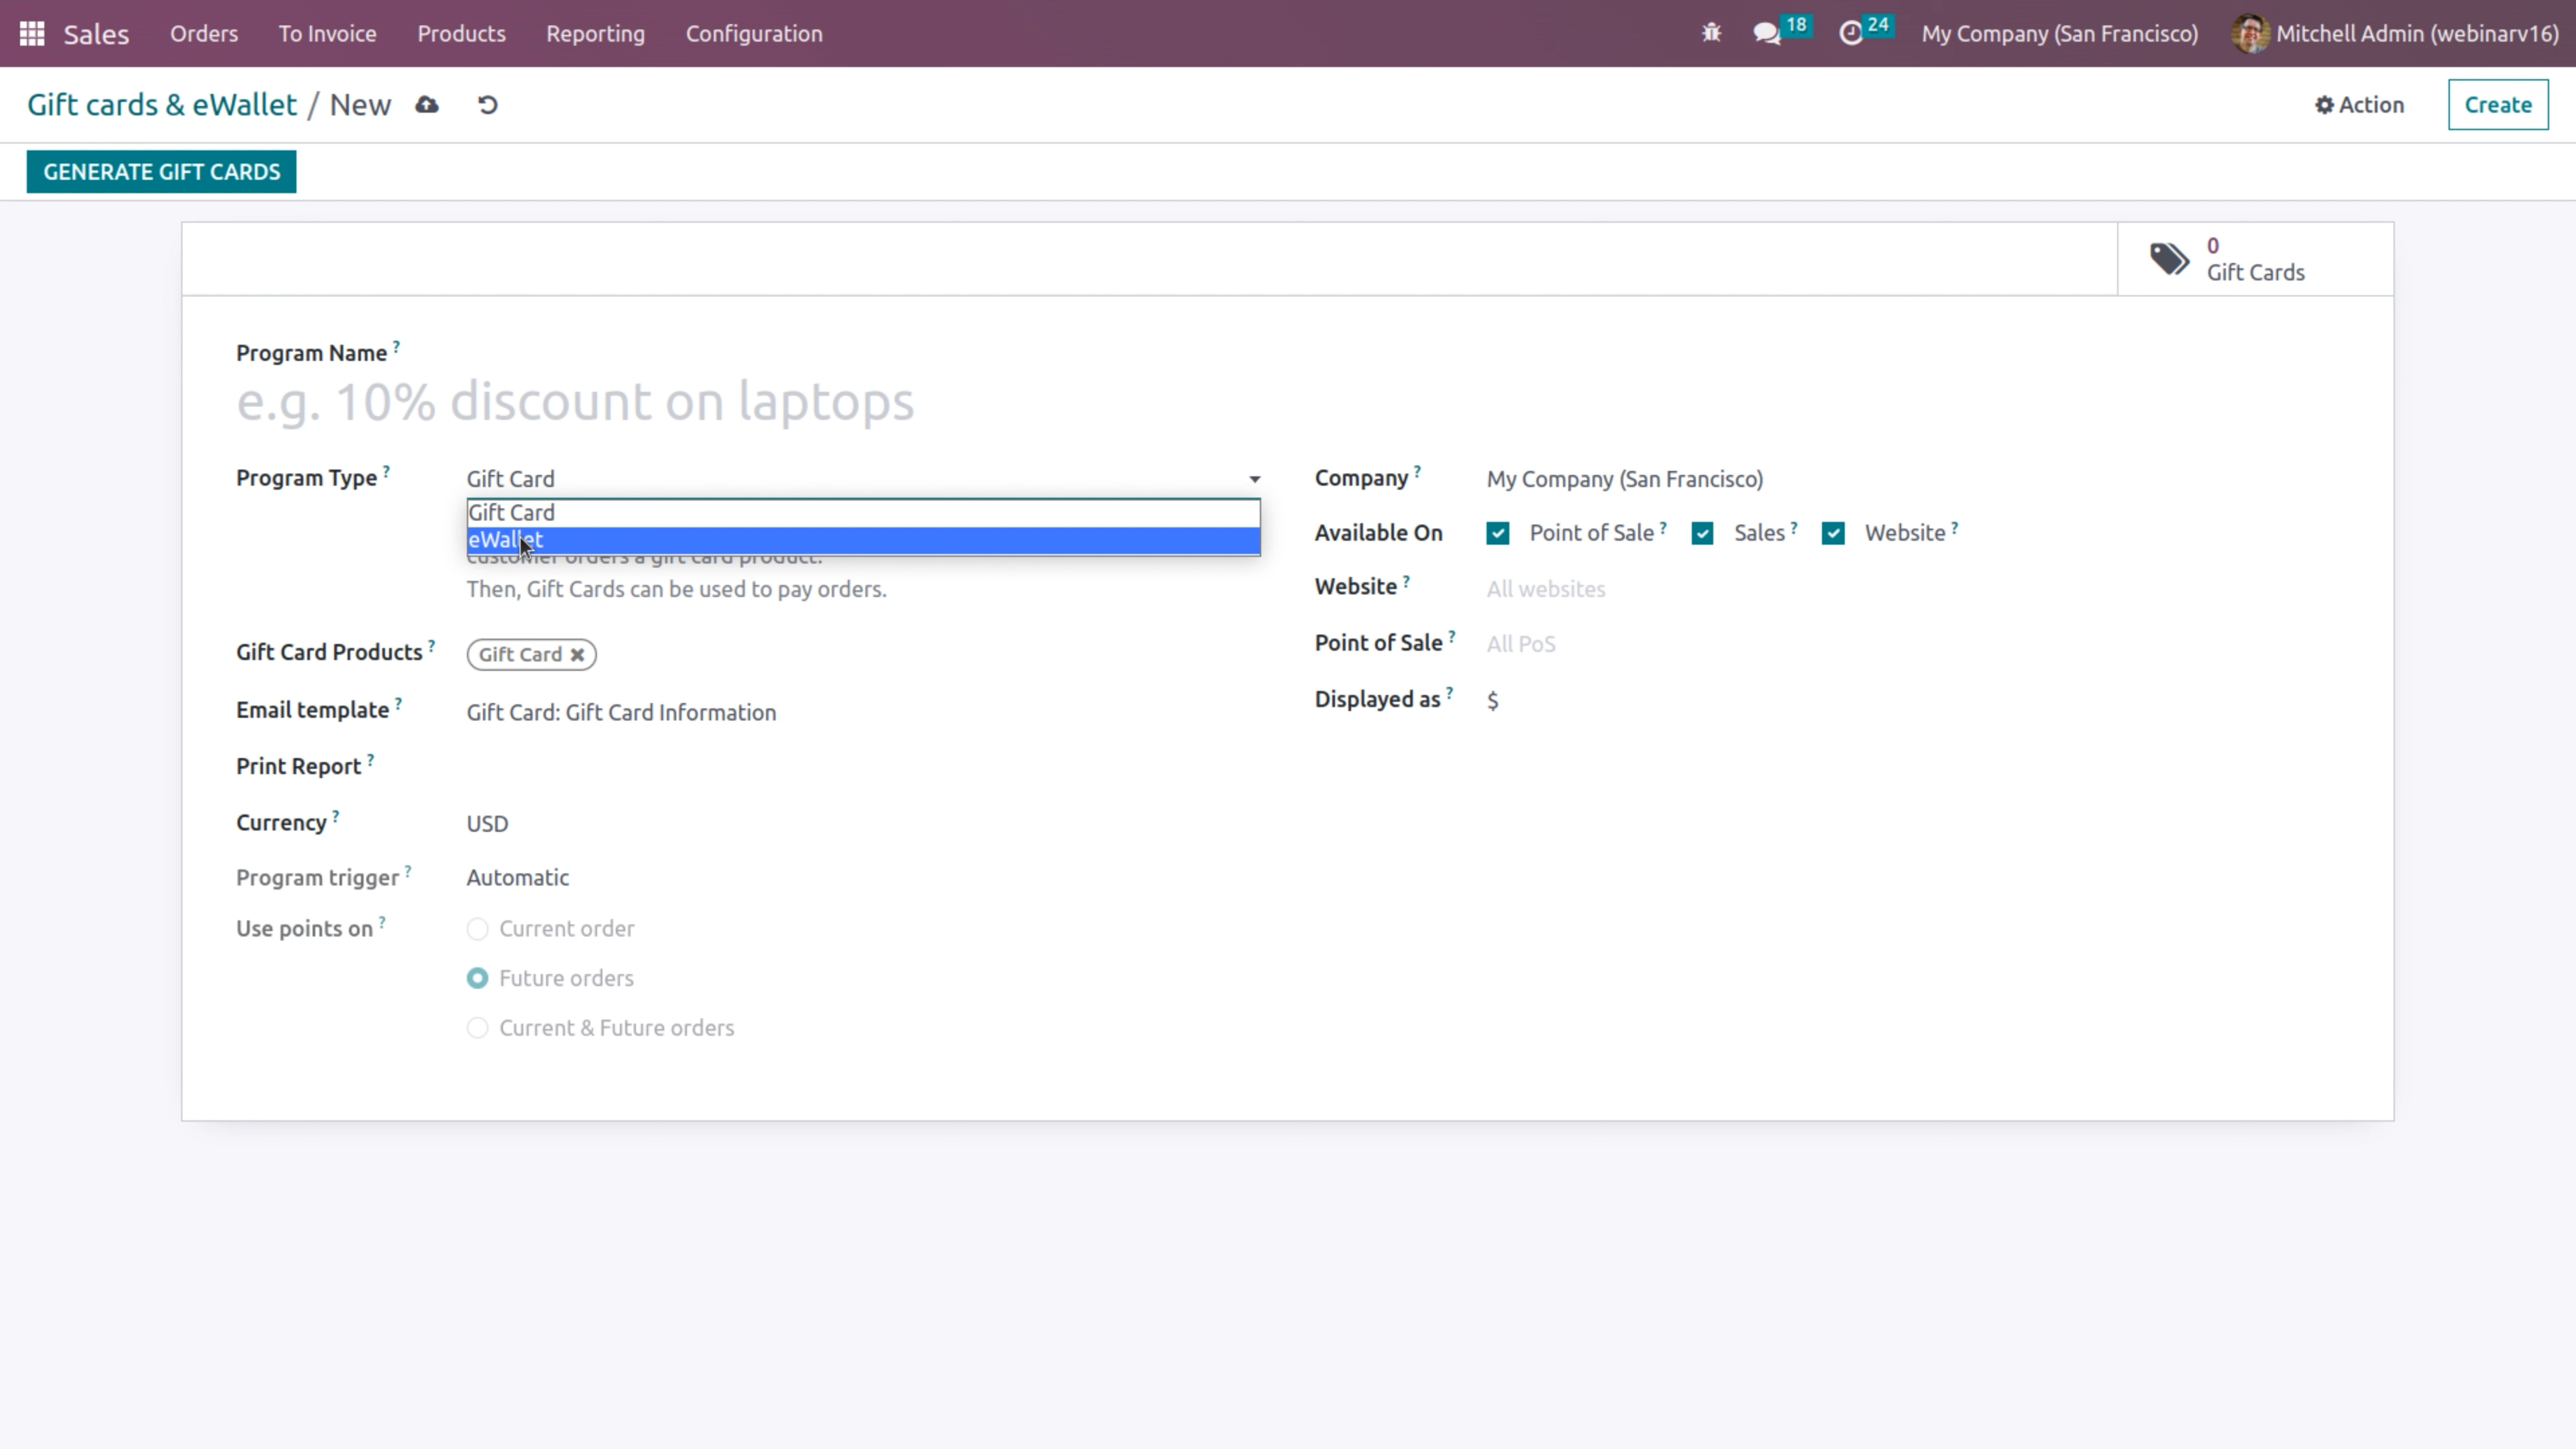 Sales Orders To Invoice Products Reporting Configuration 18 24 My Company (San Francisco) Mitchell Admin (webinarv16)
Gift cards & eWallet / New Action Create
GENERATE GIFT CARDS
0
Gift Cards
Program Name ?
e.g. 10% discount on laptops
Program Type ? Gift Card
Gift Card
eWallet
customer orders a gift card product.
Then, Gift Cards can be used to pay orders.
Gift Card Products ? Gift Card ✖
Email template ? Gift Card: Gift Card Information
Print Report ?
Currency ? USD
Program trigger ? Automatic
Use points on ? Current order
Future orders
Current & Future orders
Company ? My Company (San Francisco)
Available On Point of Sale ? Sales ? Website ?
Website ? All websites
Point of Sale ? All PoS
Displayed as ? $